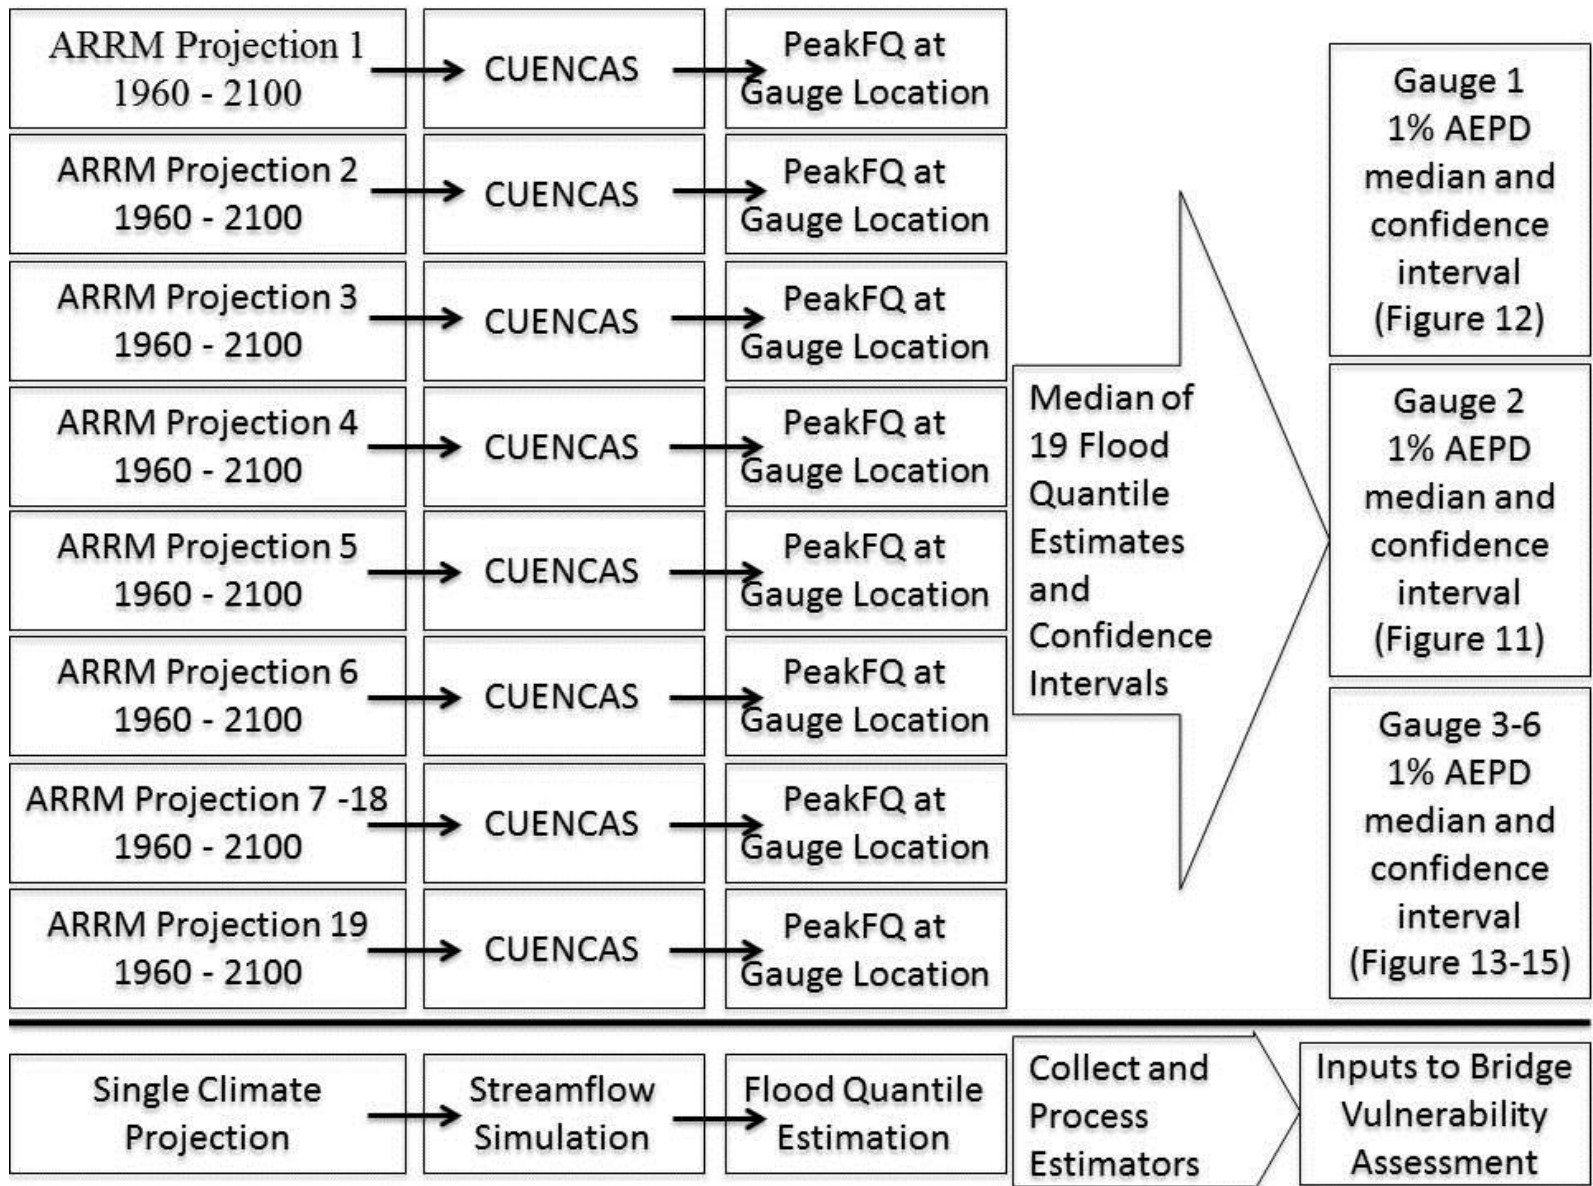 ARRM Projection 1
1960 - 2100
CUENCAS
PeakFQ at
Gauge Location
ARRM Projection 2
1960 - 2100
CUENCAS
PeakFQ at
Gauge Location
ARRM Projection 3
1960 - 2100
CUENCAS
PeakFQ at
Gauge Location
ARRM Projection 4
1960 - 2100
CUENCAS
PeakFQ at
Gauge Location
ARRM Projection 5
1960 - 2100
CUENCAS
PeakFQ at
Gauge Location
ARRM Projection 6
1960 - 2100
CUENCAS
PeakFQ at
Gauge Location
ARRM Projection 7 -18
1960 - 2100
CUENCAS
PeakFQ at
Gauge Location
ARRM Projection 19
1960 - 2100
CUENCAS
PeakFQ at
Gauge Location
Median of
19 Flood
Quantile
Estimates
and
Confidence
Intervals
Gauge 1
1% AEPD
median and
confidence
interval
(Figure 12)
Gauge 2
1% AEPD
median and
confidence
interval
(Figure 11)
Gauge 3-6
1% AEPD
median and
confidence
interval
(Figure 13-15)
Single Climate
Projection
Streamflow
Simulation
Flood Quantile
Estimation
Collect and
Process
Estimators
Inputs to Bridge
Vulnerability
Assessment